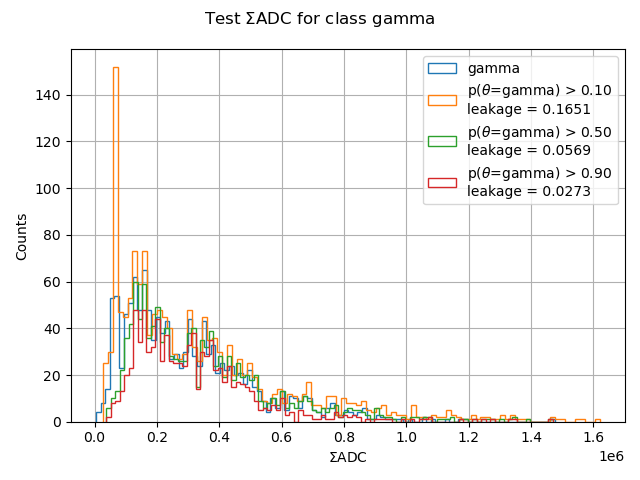 Test ΣADC for class gamma
gamma
p(θ=gamma) > 0.10
leakage = 0.1651
p(θ=gamma) > 0.50
leakage = 0.0569
p(θ=gamma) > 0.90
leakage = 0.0273
Counts
140
120
100
80
60
40
20
0
0.0 0.2 0.4 0.6 0.8 1.0 1.2 1.4 1.6
1e6
ΣADC